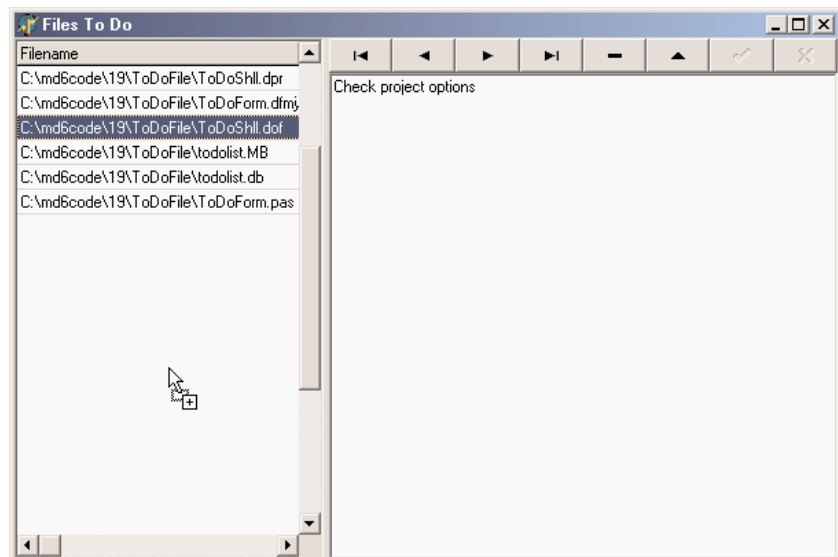 Files To Do
Filename
C:\md6code\19\ToDoFile\ToDoShll.dpr
C:\md6code\19\ToDoFile\ToDoForm.dfm
C:\md6code\19\ToDoFile\ToDoShll.dof
C:\md6code\19\ToDoFile\todolist.MB
C:\md6code\19\ToDoFile\todolist.db
C:\md6code\19\ToDoFile\ToDoForm.pas
Check project options